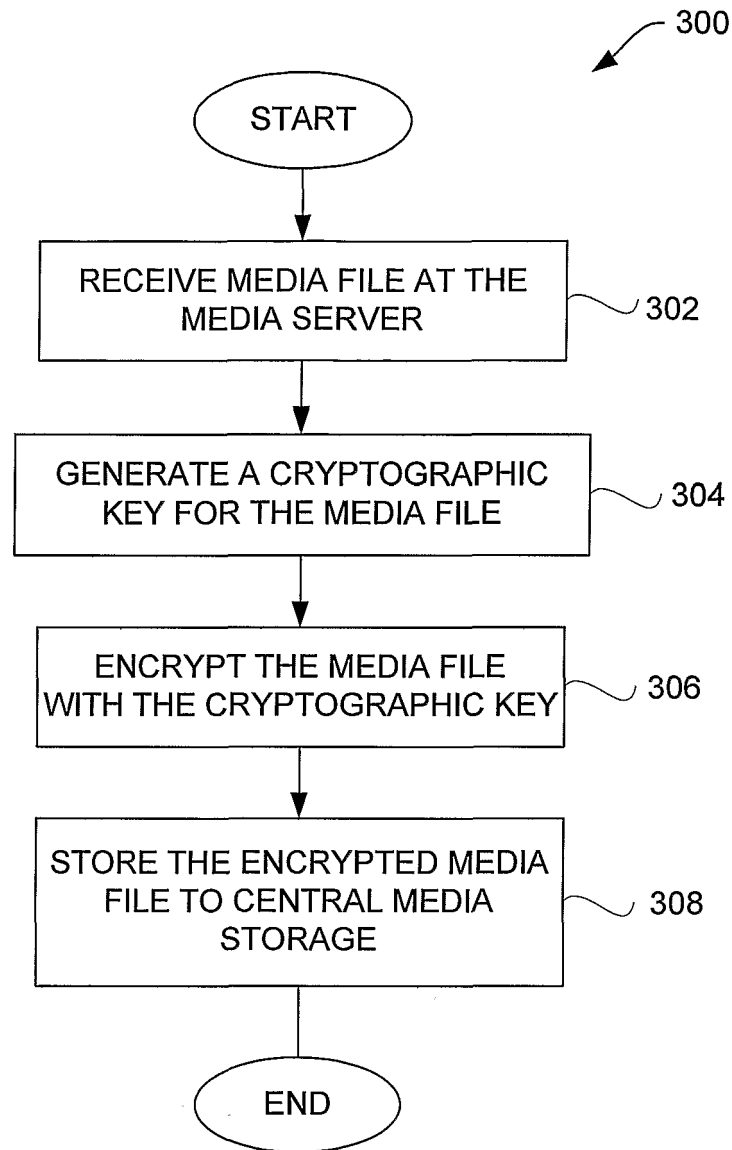 300
START
RECEIVE MEDIA FILE AT THE
MEDIA SERVER
302
GENERATE A CRYPTOGRAPHIC
KEY FOR THE MEDIA FILE
304
ENCRYPT THE MEDIA FILE
WITH THE CRYPTOGRAPHIC KEY
306
STORE THE ENCRYPTED MEDIA
FILE TO CENTRAL MEDIA
STORAGE
308
END